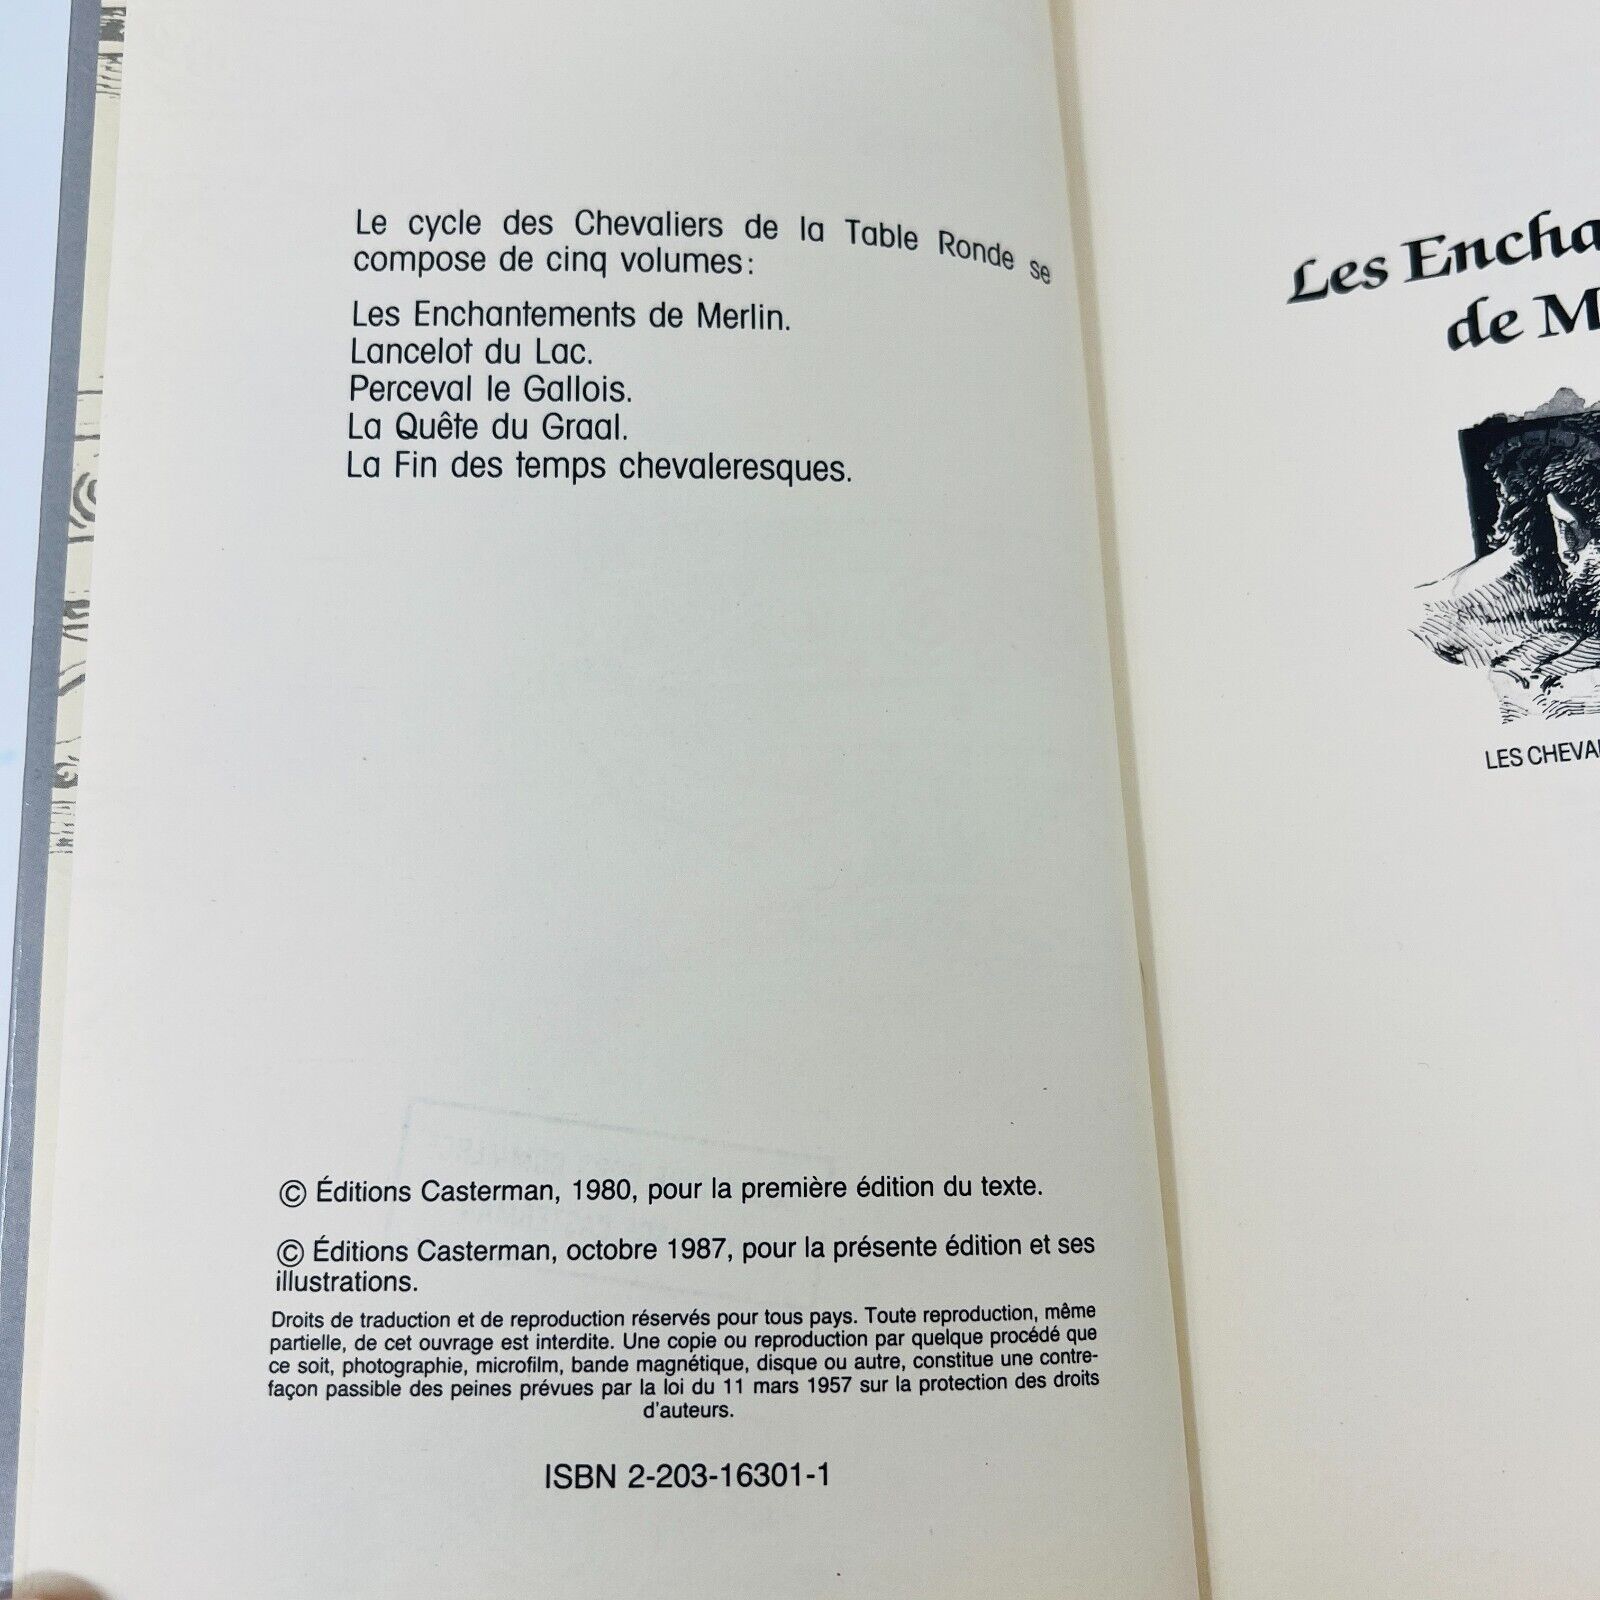 Le cycle des Chevaliers de la Table Ronde se
compose de cinq volumes:
Les Enchantements de Merlin.
Lancelot du Lac.
Perceval le Gallois.
La Quête du Graal.
La Fin des temps chevaleresques.
© Éditions Casterman, 1980, pour la première édition du texte.
© Éditions Casterman, octobre 1987, pour la présente édition et ses
illustrations.
Droits de traduction et de reproduction réservés pour tous pays. Toute reproduction, même
partielle, de cet ouvrage est interdite. Une copie ou reproduction par quelque procédé que
ce soit, photographie, microfilm, bande magnétique, disque ou autre, constitue une contre-
façon passible des peines prévues par la loi du 11 mars 1957 sur la protection des droits
d'auteurs.
ISBN 2-203-16301-1
Les Encha
de M
LES CHEVA